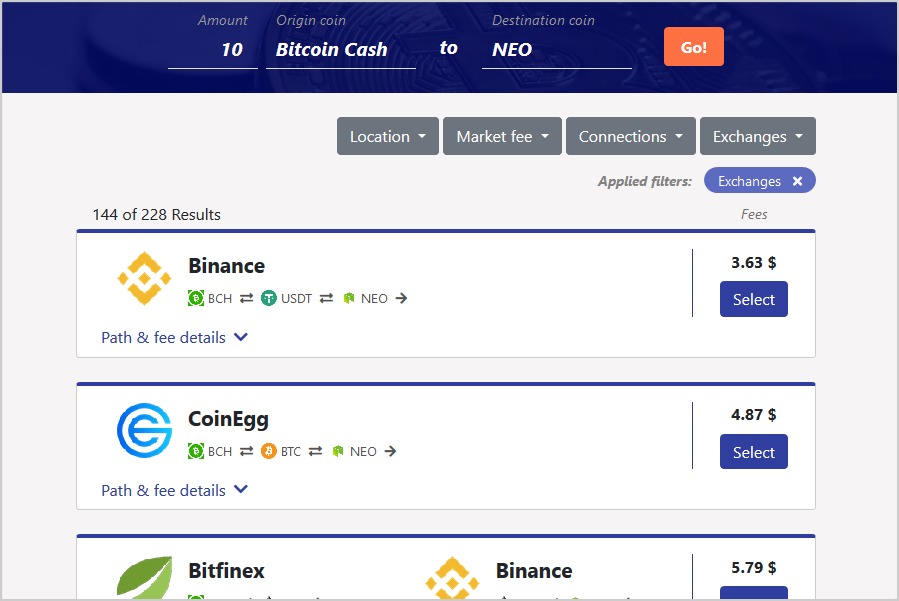 Amount Origin coin Destination coin
10 Bitcoin Cash to NEO Go!
Location Market fee Connections Exchanges
Applied filters: Exchanges ×
144 of 228 Results Fees
Binance 3.63 $
BCH USDT NEO
Select
Path & fee details
CoinEgg 4.87 $
BCH BTC NEO
Select
Path & fee details
Bitfinex Binance 5.79 $